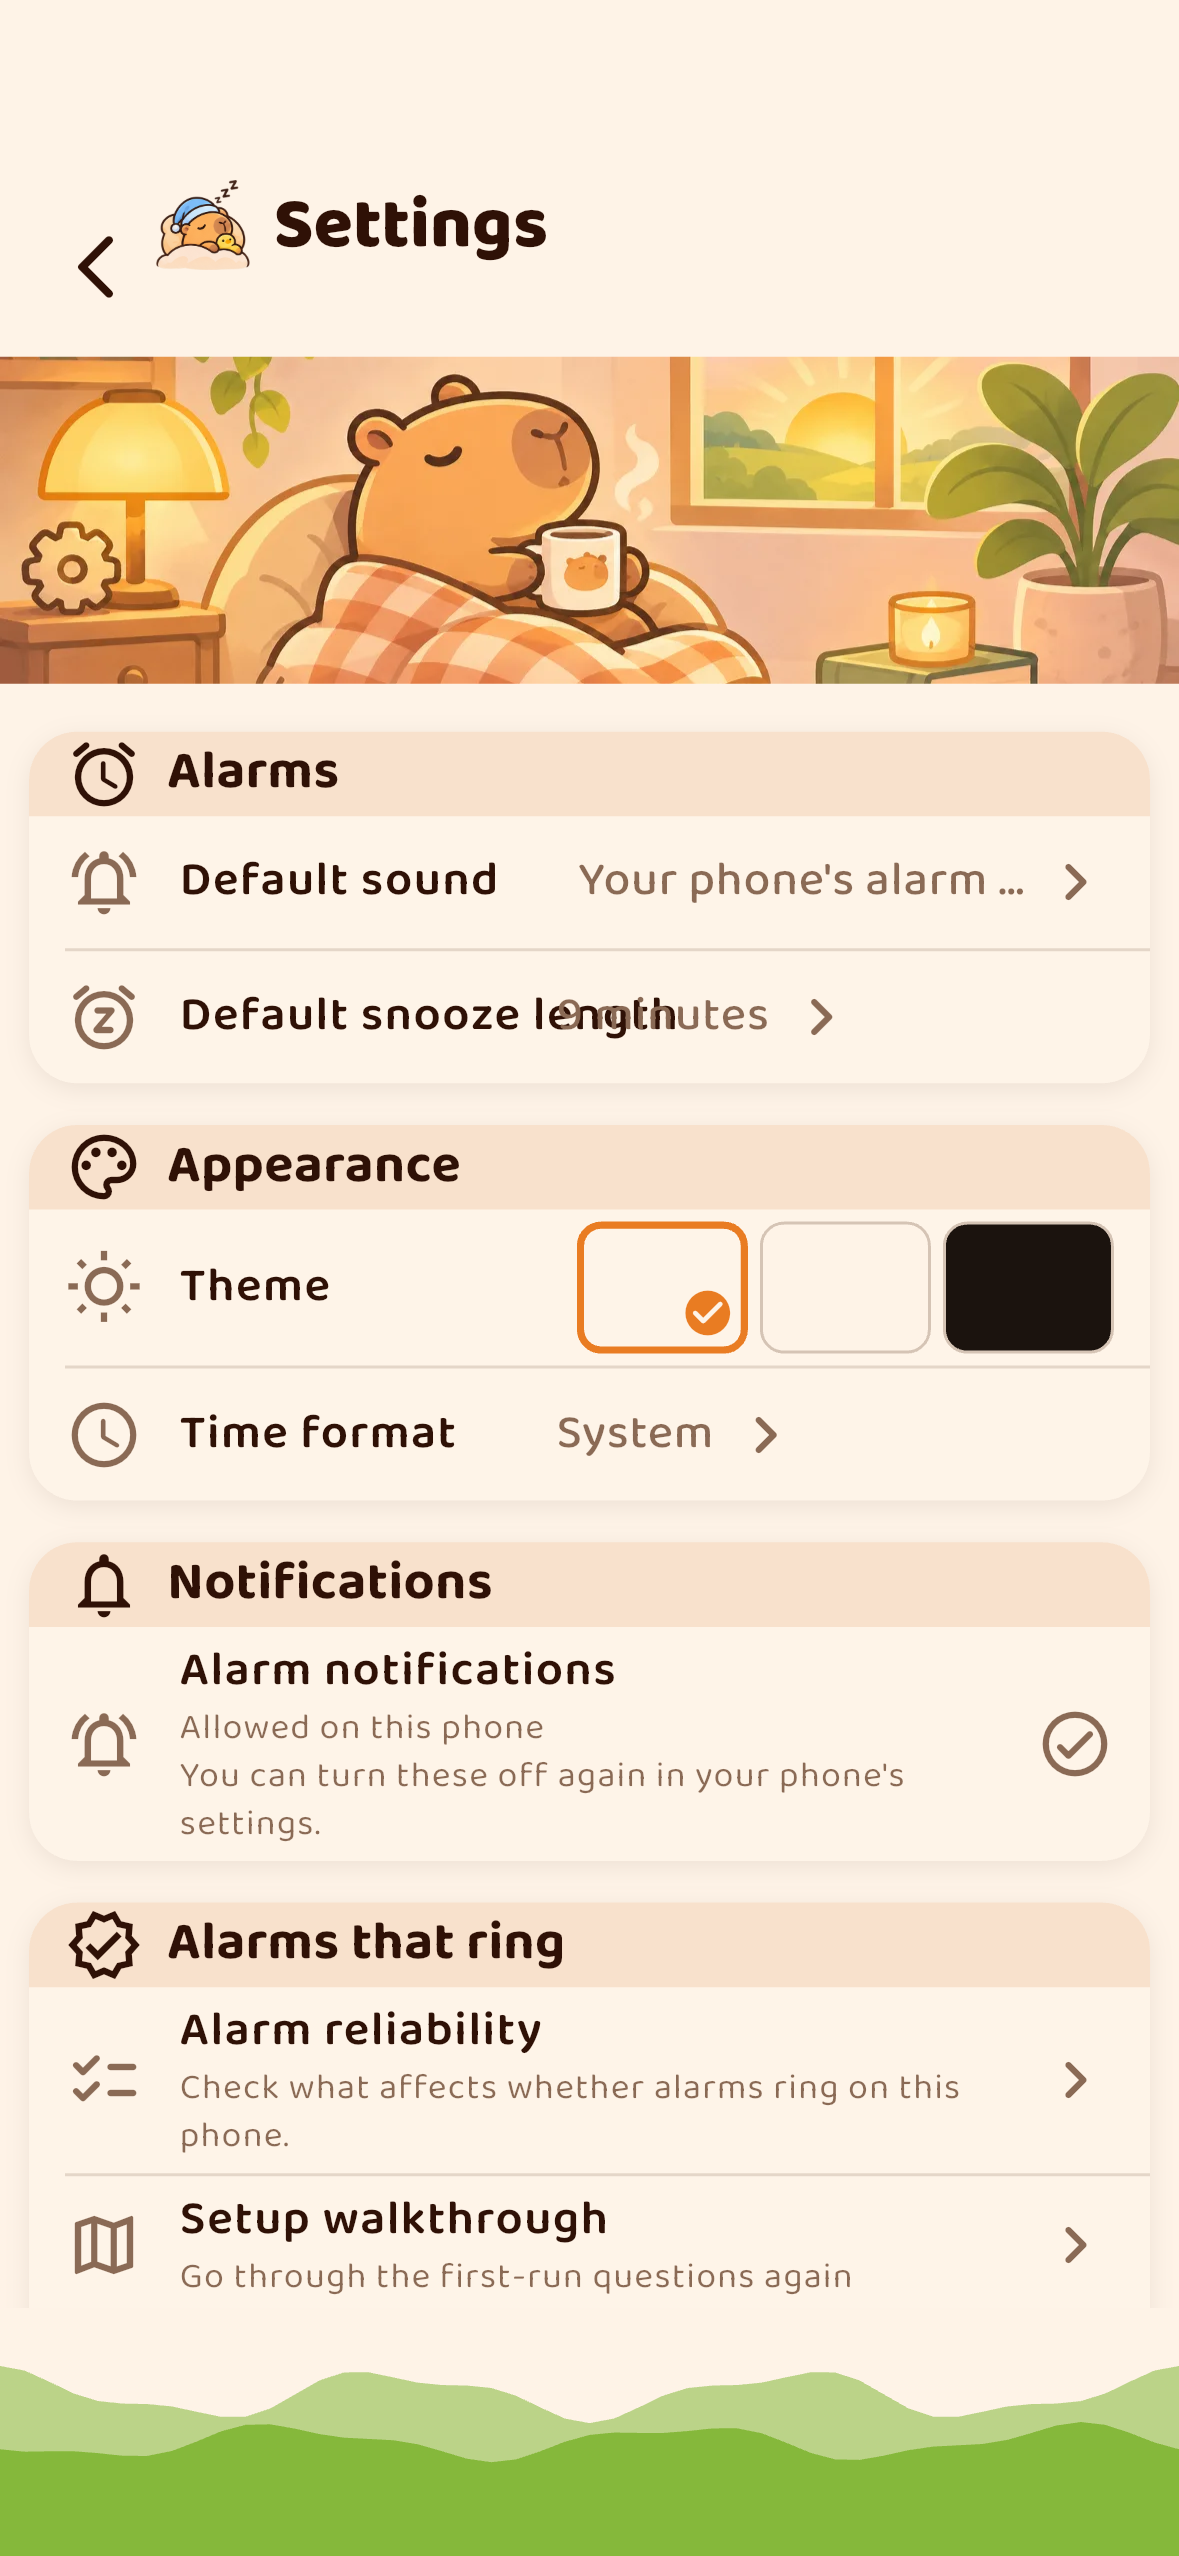 zzz
Settings
Alarms
Default sound Your phone's alarm ...
Default snooze length 9 minutes
Appearance
Theme
Time format System
Notifications
Alarm notifications
Allowed on this phone
You can turn these off again in your phone's
settings.
Alarms that ring
Alarm reliability
Check what affects whether alarms ring on this
phone.
Setup walkthrough
Go through the first-run questions again